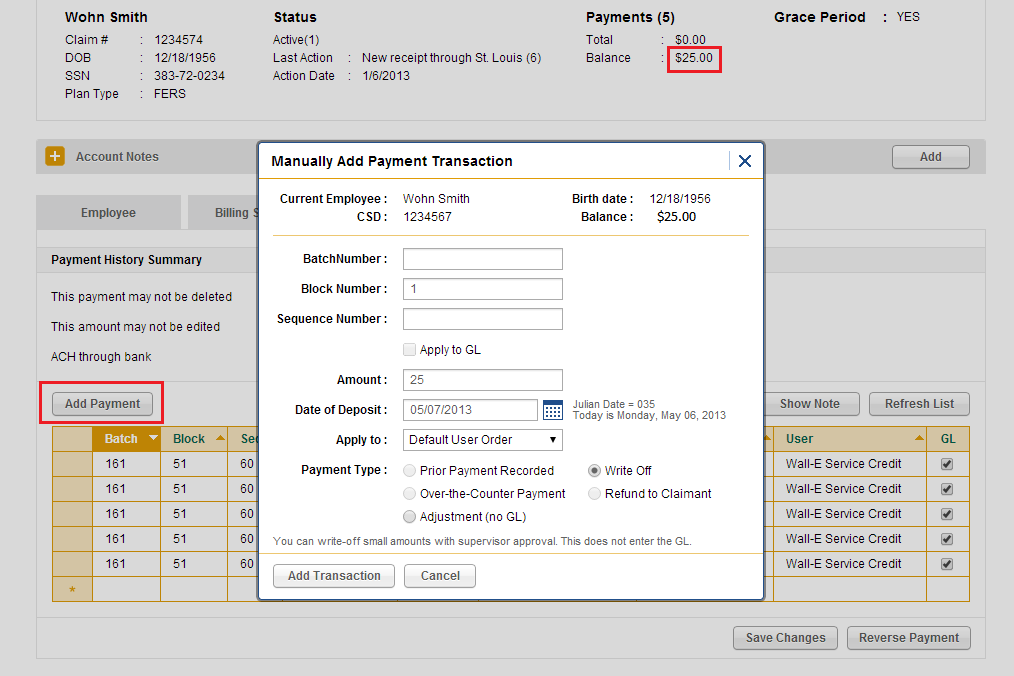 Wohn Smith
Claim # : 1234574
DOB : 12/18/1956
SSN : 383-72-0234
Plan Type : FERS
Status
Active(1)
Last Action : New receipt through St. Louis (6)
Action Date : 1/6/2013
Payments (5)
Total : $0.00
Balance : $25.00
Grace Period : YES
Account Notes
Add
Employee
Billing S
Payment History Summary
This payment may not be deleted
This amount may not be edited
ACH through bank
Add Payment
Show Note
Refresh List
Batch Block Sec User GL
161 51 60 Wall-E Service Credit
161 51 60 Wall-E Service Credit
161 51 60 Wall-E Service Credit
161 51 60 Wall-E Service Credit
161 51 60 Wall-E Service Credit
*
Save Changes
Reverse Payment
Manually Add Payment Transaction
Current Employee : Wohn Smith
CSD : 1234567
Birth date : 12/18/1956
Balance : $25.00
BatchNumber :
Block Number : 1
Sequence Number :
Apply to GL
Amount : 25
Date of Deposit : 05/07/2013
Julian Date = 035
Today is Monday, May 06, 2013
Apply to : Default User Order
Payment Type : Prior Payment Recorded Write Off
Over-the-Counter Payment Refund to Claimant
Adjustment (no GL)
You can write-off small amounts with supervisor approval. This does not enter the GL.
Add Transaction
Cancel